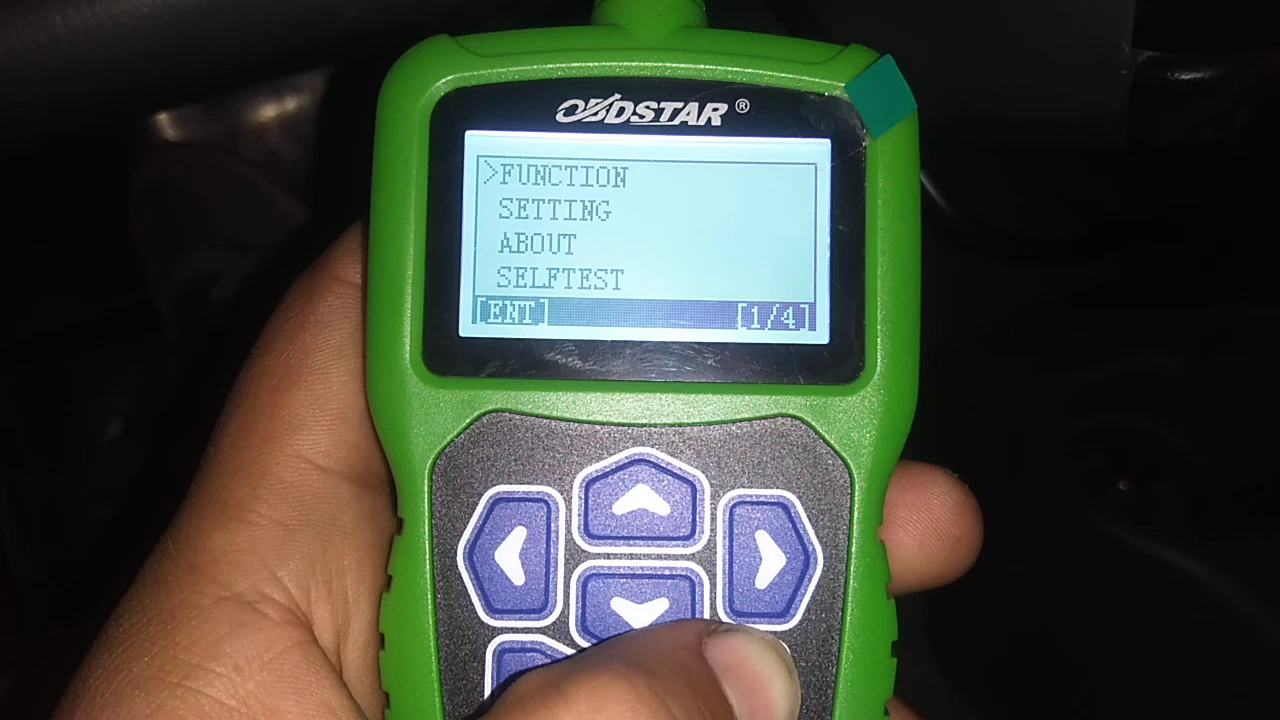 OBDSTAR®
>FUNCTION
SETTING
ABOUT
SELFTEST
[ENT] [1/4]